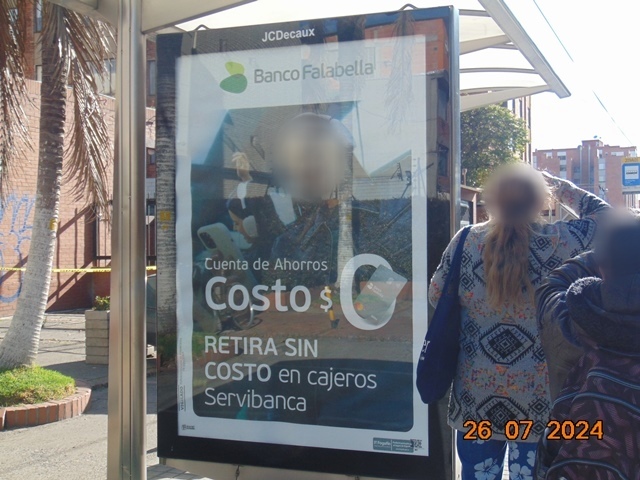 JCDecaux
Banco Falabella
Cuenta de Ahorros
Costo $0
RETIRA SIN
COSTO en cajeros
Servibanca
26 07 2024